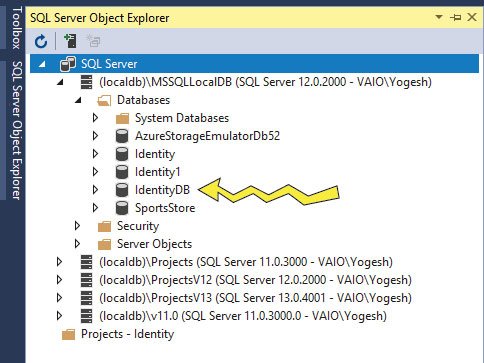 SQL Server Object Explorer
Toolbox
SQL Server Object Explorer
SQL Server
(localdb)\MSSQLLocalDB (SQL Server 12.0.2000 - VAIO\Yogesh)
Databases
System Databases
AzureStorageEmulatorDb52
Identity
Identity1
IdentityDB
SportsStore
Security
Server Objects
(localdb)\Projects (SQL Server 11.0.3000 - VAIO\Yogesh)
(localdb)\ProjectsV12 (SQL Server 12.0.2000 - VAIO\Yogesh)
(localdb)\ProjectsV13 (SQL Server 13.0.4001 - VAIO\Yogesh)
(localdb)\v11.0 (SQL Server 11.0.3000.0 - VAIO\Yogesh)
Projects - Identity